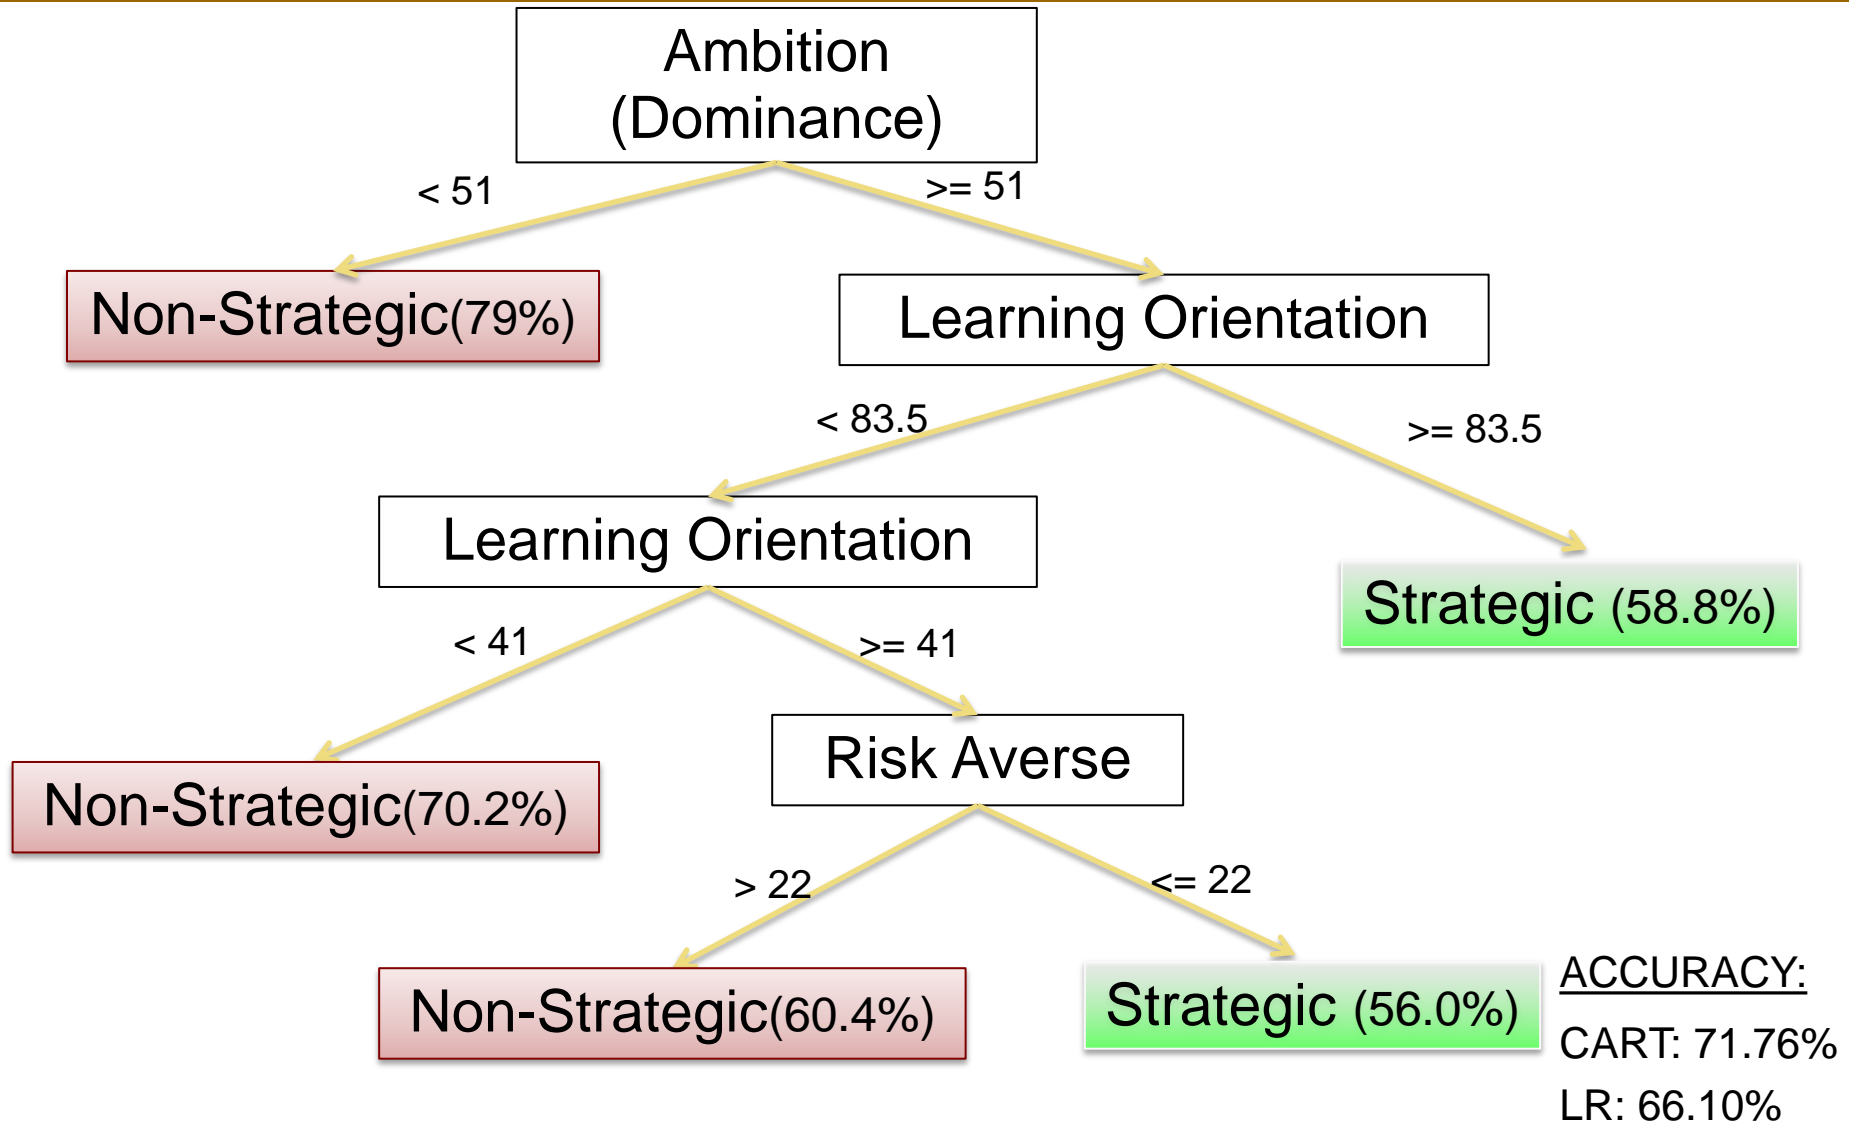 Ambition
(Dominance)
< 51
>= 51
Non-Strategic(79%)
Learning Orientation
< 83.5
>= 83.5
Learning Orientation
Strategic (58.8%)
< 41
>= 41
Risk Averse
Non-Strategic(70.2%)
> 22
<= 22
Non-Strategic(60.4%)
Strategic (56.0%)
ACCURACY:
CART: 71.76%
LR: 66.10%